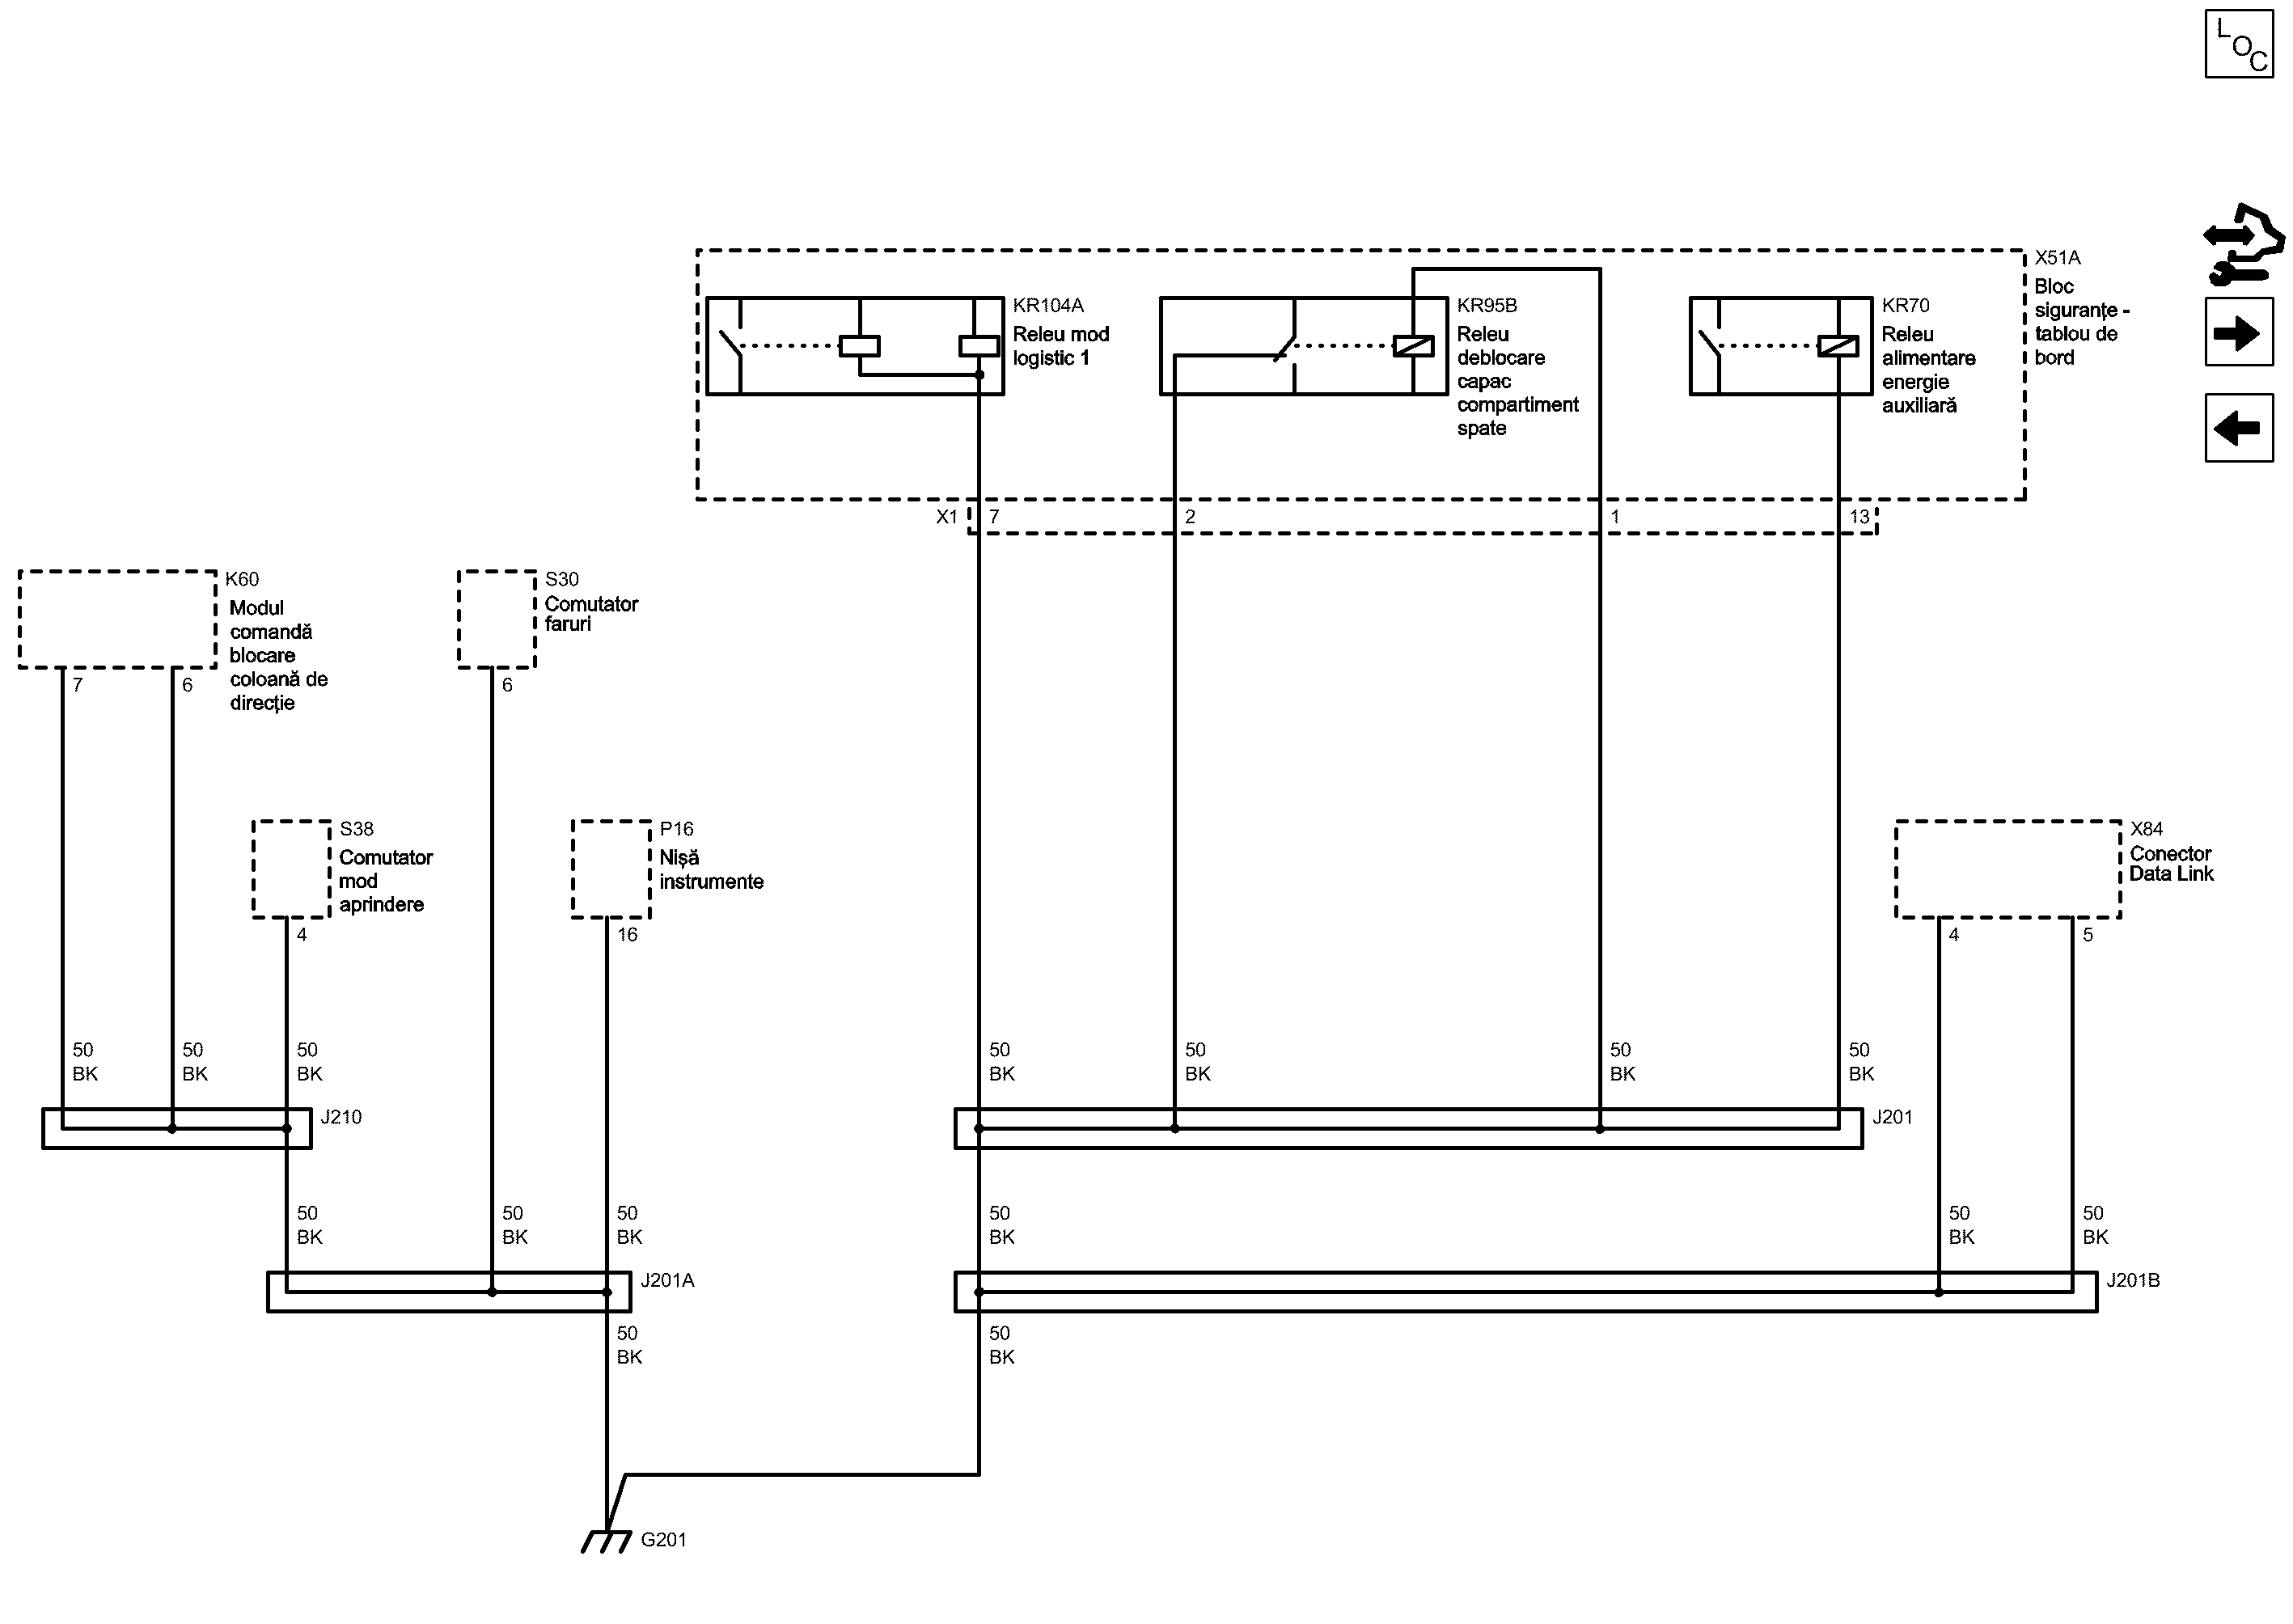 LOC
X51A
Bloc
siguranțe -
tablou de
bord
KR104A
Releu mod
logistic 1
KR95B
Releu
deblocare
capac
compartiment
spate
KR70
Releu
alimentare
energie
auxiliară
X1 7 2 1 13
K60
Modul
comandă
blocare
coloană de
direcție
7 6
S30
Comutator
faruri
6
S38
Comutator
mod
aprindere
4
P16
Nișă
instrumente
16
X84
Conector
Data Link
4 5
50 50 50 50 50 50 50
BK BK BK BK BK BK BK
J210
J201
50 50 50 50 50 50
BK BK BK BK BK BK
J201A
J201B
50 50
BK BK
G201